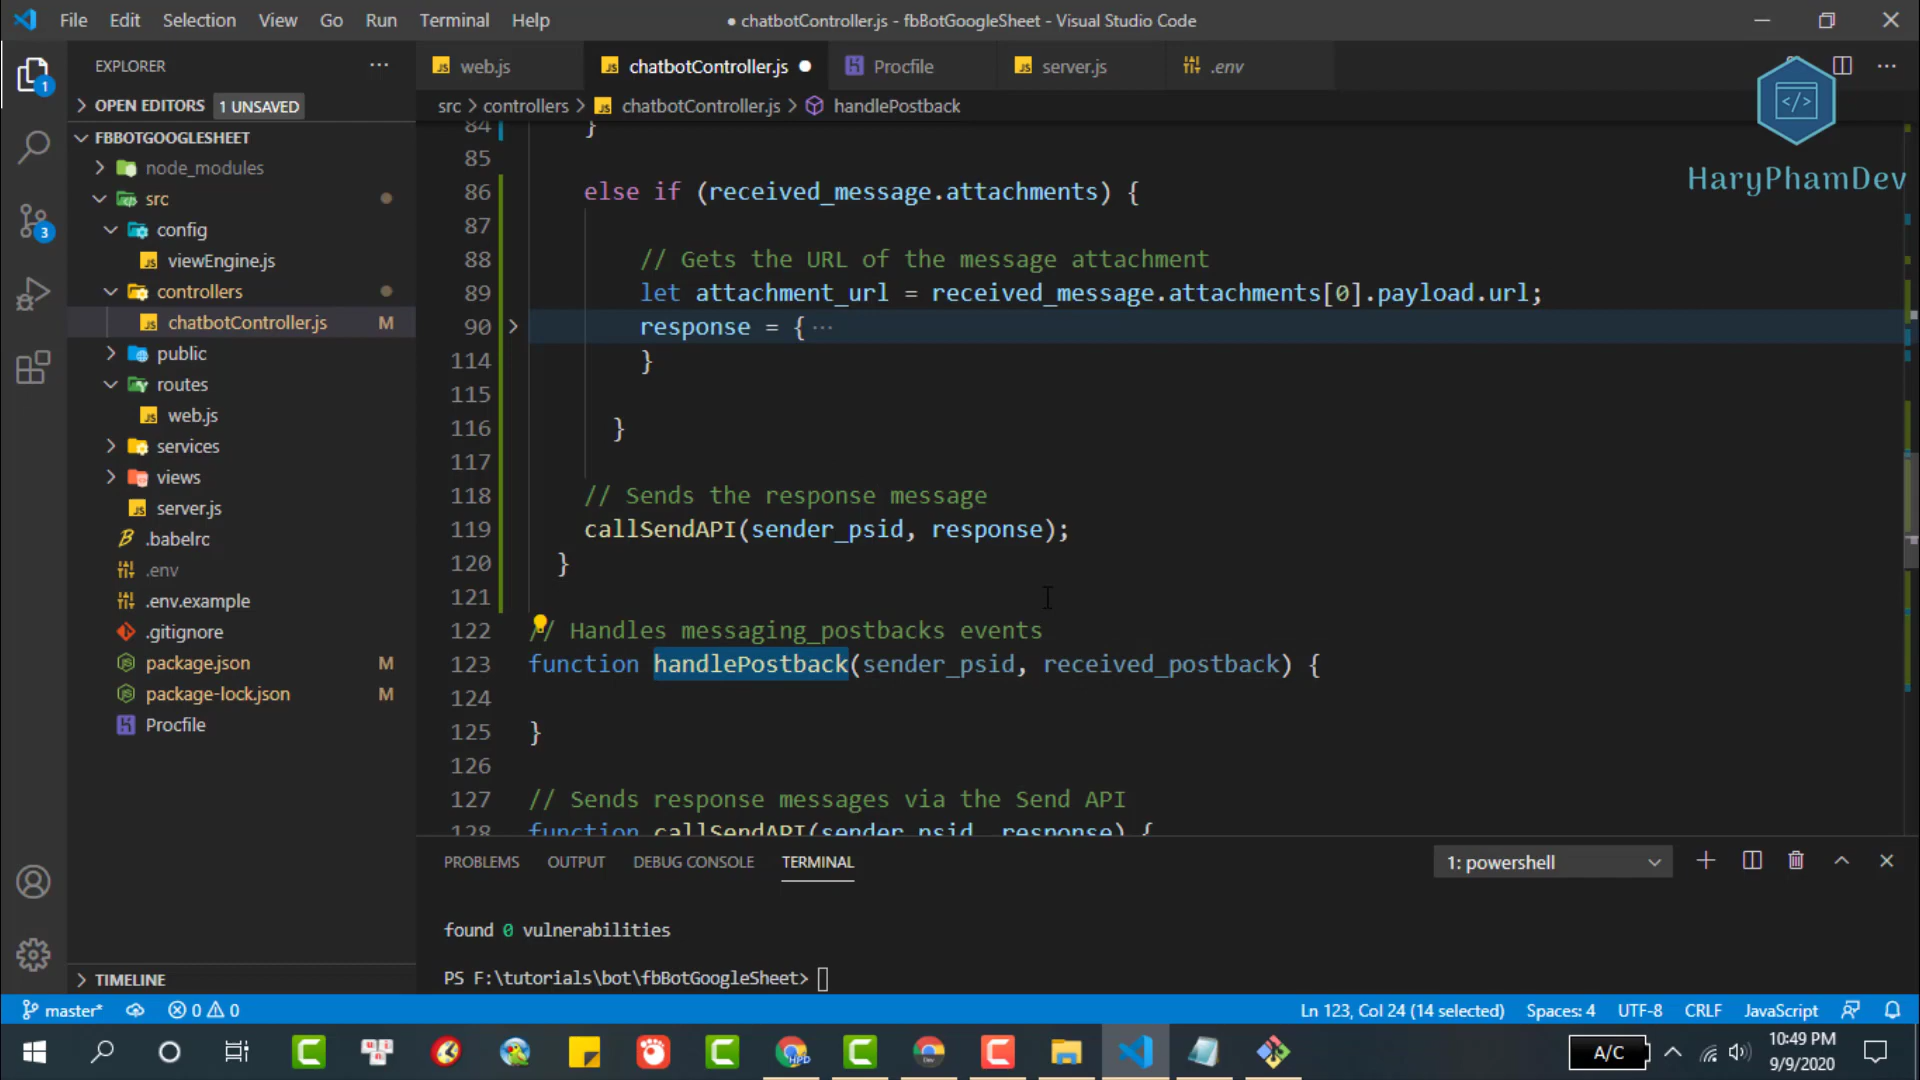 File Edit Selection View Go Run Terminal Help
● chatbotController.js - fbBotGoogleSheet - Visual Studio Code
EXPLORER ···
OPEN EDITORS 1 UNSAVED
FBBOTGOOGLESHEET
node_modules
src
config
viewEngine.js
controllers
chatbotController.js M
public
routes
web.js
services
views
server.js
.babelrc
.env
.env.example
.gitignore
package.json M
package-lock.json M
Procfile
TIMELINE
1
3
web.js chatbotController.js ● Procfile server.js .env
src > controllers > chatbotController.js > handlePostback
</>
HaryPhamDev
84 }
85
86 else if (received_message.attachments) {
87
88 // Gets the URL of the message attachment
89 let attachment_url = received_message.attachments[0].payload.url;
90 response = { ···
114 }
115
116 }
117
118 // Sends the response message
119 callSendAPI(sender_psid, response);
120 }
121
122 // Handles messaging_postbacks events
123 function handlePostback(sender_psid, received_postback) {
124
125 }
126
127 // Sends response messages via the Send API
128 function callSendAPI(sender_psid, response) {
PROBLEMS OUTPUT DEBUG CONSOLE TERMINAL 1: powershell
found 0 vulnerabilities
PS F:\tutorials\bot\fbBotGoogleSheet>
master* 0 0 Ln 123, Col 24 (14 selected) Spaces: 4 UTF-8 CRLF JavaScript
A/C 10:49 PM
9/9/2020